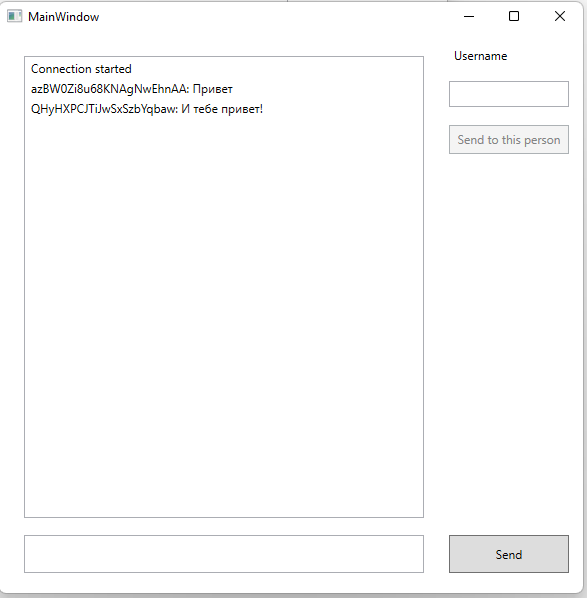 MainWindow
Username
Connection started
azBW0Zi8u68KNAgNwEhnAA: Привет
QHyHXPCJTiJwSxSzbYqbaw: И тебе привет!
Send to this person
Send